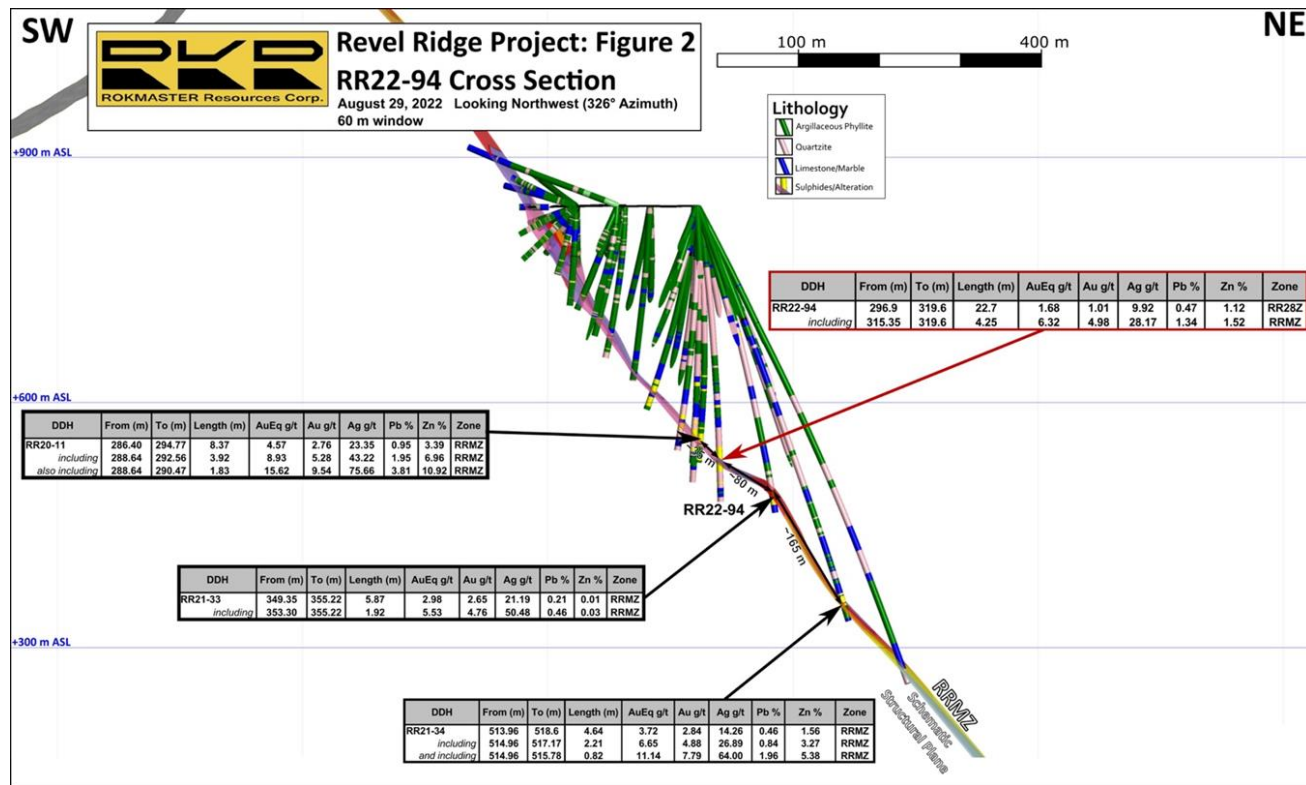 SW
NE
ROKMASTER Resources Corp.
Revel Ridge Project: Figure 2
RR22-94 Cross Section
August 29, 2022 Looking Northwest (326° Azimuth)
60 m window
100 m 400 m
Lithology
Argillaceous Phyllite
Quartzite
Limestone/Marble
Sulphides/Alteration
+900 m ASL
DDH From (m) To (m) Length (m) AuEq g/t Au g/t Ag g/t Pb % Zn % Zone
RR22-94 296.9 319.6 22.7 1.68 1.01 9.92 0.47 1.12 RR28Z
including 315.35 319.6 4.25 6.32 4.98 28.17 1.34 1.52 RRMZ
+600 m ASL
DDH From (m) To (m) Length (m) AuEq g/t Au g/t Ag g/t Pb % Zn % Zone
RR20-11 286.40 294.77 8.37 4.57 2.76 23.35 0.95 3.39 RRMZ
including 288.64 292.56 3.92 8.93 5.28 43.22 1.95 6.96 RRMZ
also including 288.64 290.47 1.83 15.62 9.54 75.66 3.81 10.92 RRMZ
m
~80 m
RR22-94
~165 m
DDH From (m) To (m) Length (m) AuEq g/t Au g/t Ag g/t Pb % Zn % Zone
RR21-33 349.35 355.22 5.87 2.98 2.65 21.19 0.21 0.01 RRMZ
including 353.30 355.22 1.92 5.53 4.76 50.48 0.46 0.03 RRMZ
+300 m ASL
RRMZ
Schematic
Structural Plane
DDH From (m) To (m) Length (m) AuEq g/t Au g/t Ag g/t Pb % Zn % Zone
RR21-34 513.96 518.6 4.64 3.72 2.84 14.26 0.46 1.56 RRMZ
including 514.96 517.17 2.21 6.65 4.88 26.89 0.84 3.27 RRMZ
and including 514.96 515.78 0.82 11.14 7.79 64.00 1.96 5.38 RRMZ